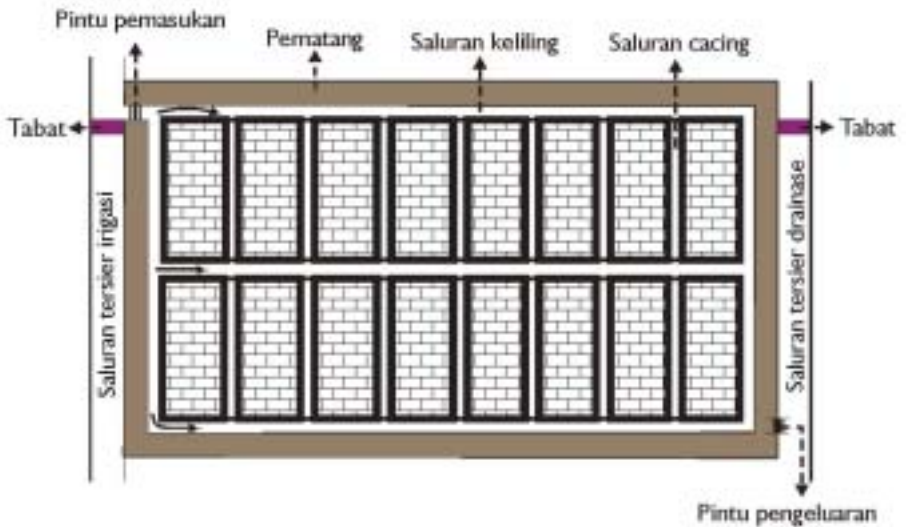 Pintu pemasukan
Pematang
Saluran keliling
Saluran cacing
Tabat
Tabat
Saluran tersier irigasi
Saluran tersier drainase
Pintu pengeluaran